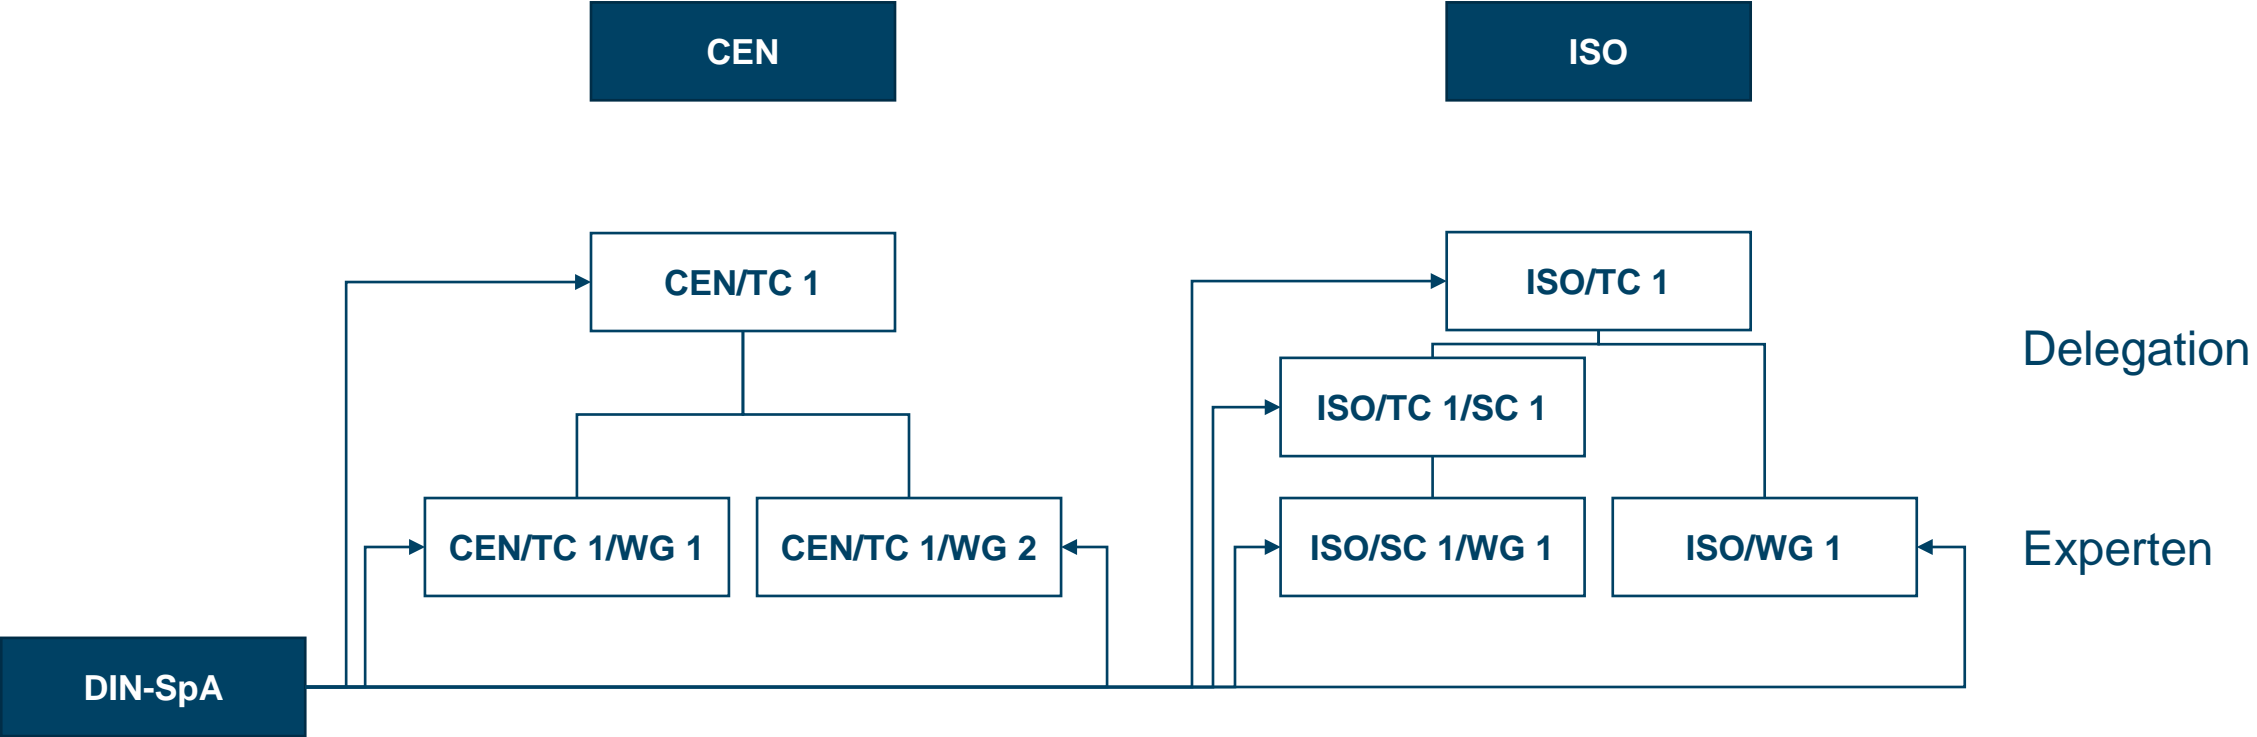 CEN
ISO
CEN/TC 1
ISO/TC 1
Delegation
ISO/TC 1/SC 1
CEN/TC 1/WG 1
CEN/TC 1/WG 2
ISO/SC 1/WG 1
ISO/WG 1
Experten
DIN-SpA